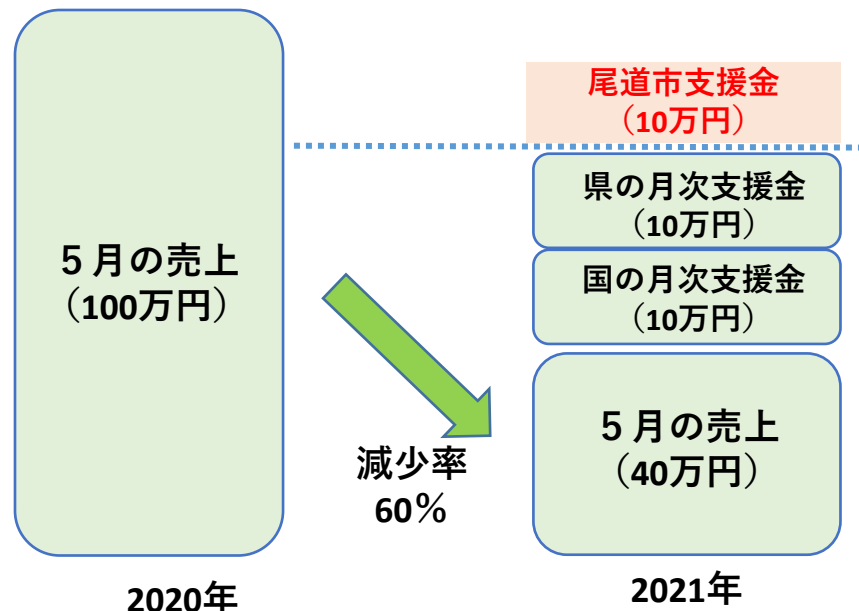 ５月の売上
（100万円）
2020年
減少率
60％
尾道市支援金
（10万円）
県の月次支援金
（10万円）
国の月次支援金
（10万円）
５月の売上
（40万円）
2021年